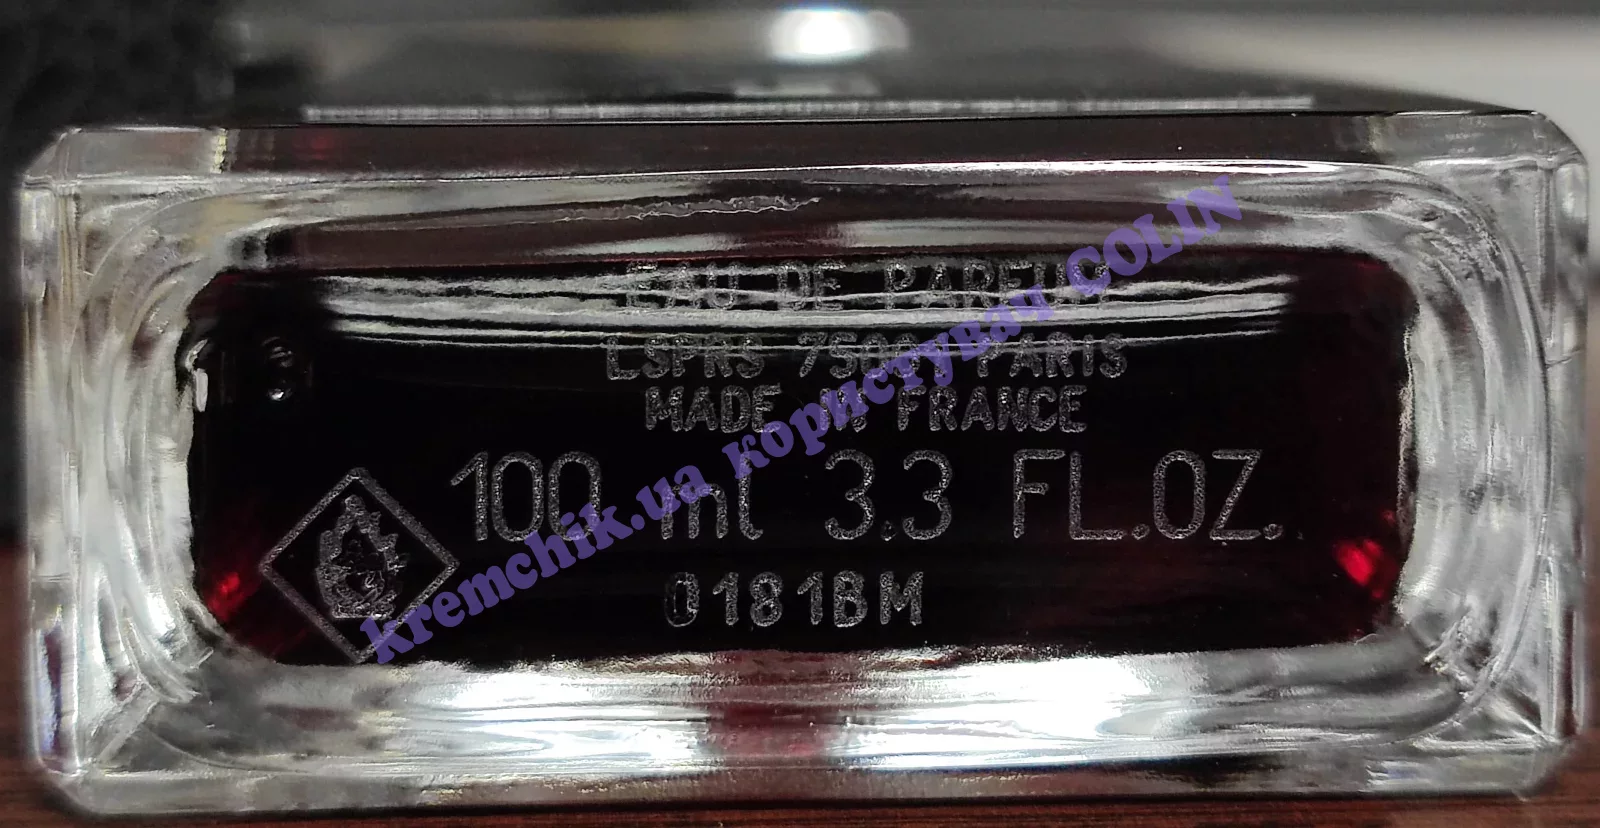 EAU DE PARFUM
LSPRS 75008 PARIS
MADE IN FRANCE
100 ml 3.3 FL.OZ.
0181BM
kremchik.ua користувач COLIN